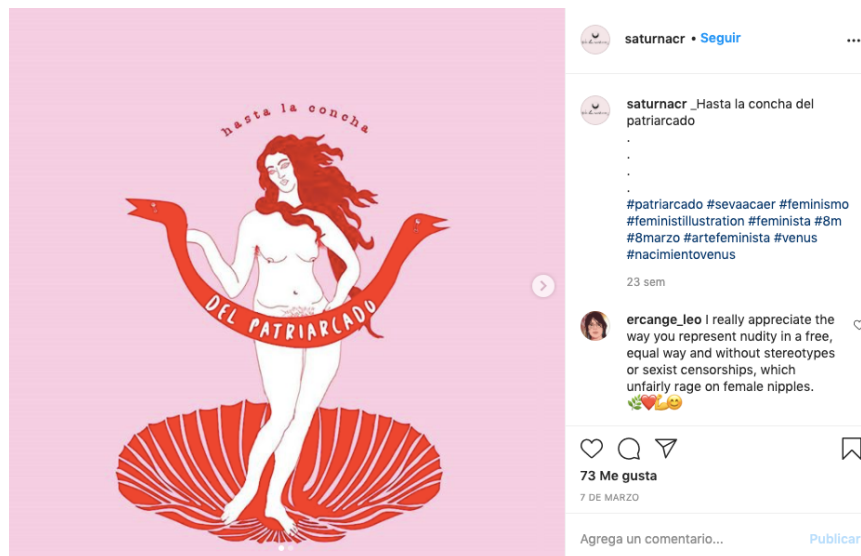 hasta la concha
DEL PATRIARCADO
saturnacr • Seguir
saturnacr _Hasta la concha del
patriarcado
.
.
.
.
#patriarcado #sevaacaer #feminismo
#feministillustration #feminista #8m
#8marzo #artefeminista #venus
#nacimientovenus
23 sem
ercange_leo I really appreciate the
way you represent nudity in a free,
equal way and without stereotypes
or sexist censorships, which
unfairly rage on female nipples.
🌿❤️💪😊
73 Me gusta
7 DE MARZO
Agrega un comentario... Publicar